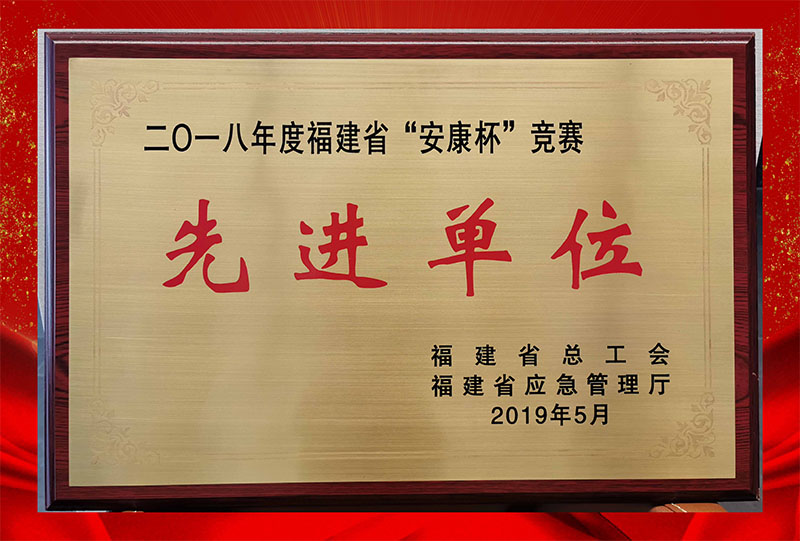 二〇一八年度福建省“安康杯”竞赛
先进单位
福建省总工会
福建省应急管理厅
2019年5月